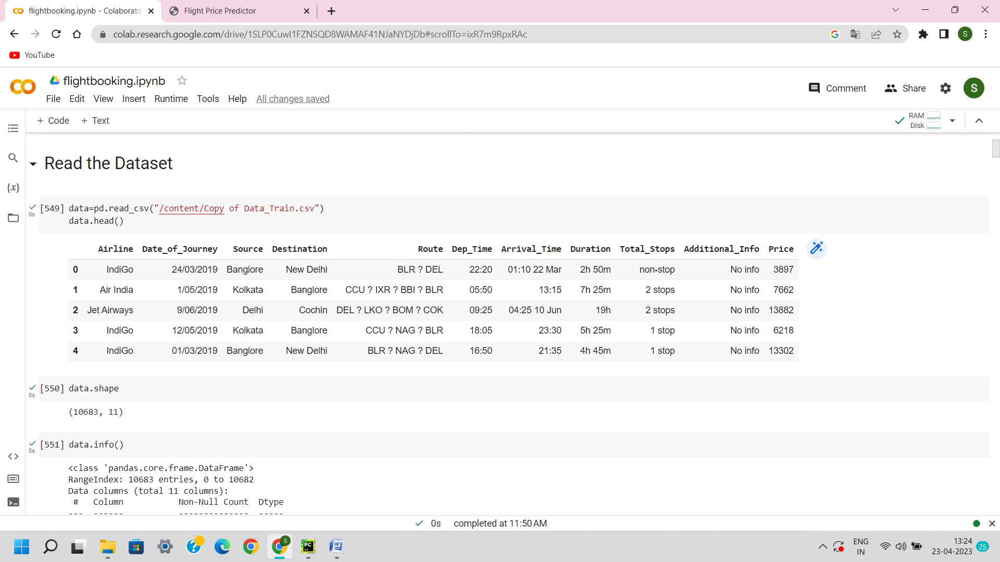 flightbooking.ipynb - Colaborato
Flight Price Predictor
colab.research.google.com/drive/1SLP0CuwI1FZNSQD8WAMAF41NJaNYDjDb#scrollTo=ixR7m9RpxRAc
S
YouTube
flightbooking.ipynb
Comment
Share
S
File Edit View Insert Runtime Tools Help All changes saved
+ Code + Text
RAM
Disk
Read the Dataset
{x}
0s
[549] data=pd.read_csv("/content/Copy of Data_Train.csv")
data.head()
Airline Date_of_Journey Source Destination Route Dep_Time Arrival_Time Duration Total_Stops Additional_Info Price
0 IndiGo 24/03/2019 Banglore New Delhi BLR ? DEL 22:20 01:10 22 Mar 2h 50m non-stop No info 3897
1 Air India 1/05/2019 Kolkata Banglore CCU ? IXR ? BBI ? BLR 05:50 13:15 7h 25m 2 stops No info 7662
2 Jet Airways 9/06/2019 Delhi Cochin DEL ? LKO ? BOM ? COK 09:25 04:25 10 Jun 19h 2 stops No info 13882
3 IndiGo 12/05/2019 Kolkata Banglore CCU ? NAG ? BLR 18:05 23:30 5h 25m 1 stop No info 6218
4 IndiGo 01/03/2019 Banglore New Delhi BLR ? NAG ? DEL 16:50 21:35 4h 45m 1 stop No info 13302
[550] data.shape
0s
(10683, 11)
[551] data.info()
0s
<class 'pandas.core.frame.DataFrame'>
RangeIndex: 10683 entries, 0 to 10682
Data columns (total 11 columns):
# Column Non-Null Count Dtype
--- ------ -------------- -----
0s completed at 11:50 AM
S
PC
W
ENG
IN
13:24
23-04-2023
25